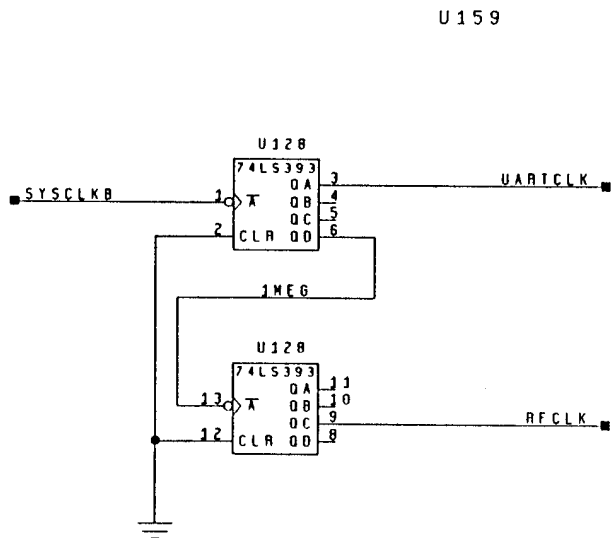 U159
U128
74LS393
SYSCLKB
1
A
QA
3
UARTCLK
QB
4
QC
5
2
CLR
QD
6
1MEG
U128
74LS393
QA
11
13
A
QB
10
QC
9
RFCLK
12
CLR
QD
8